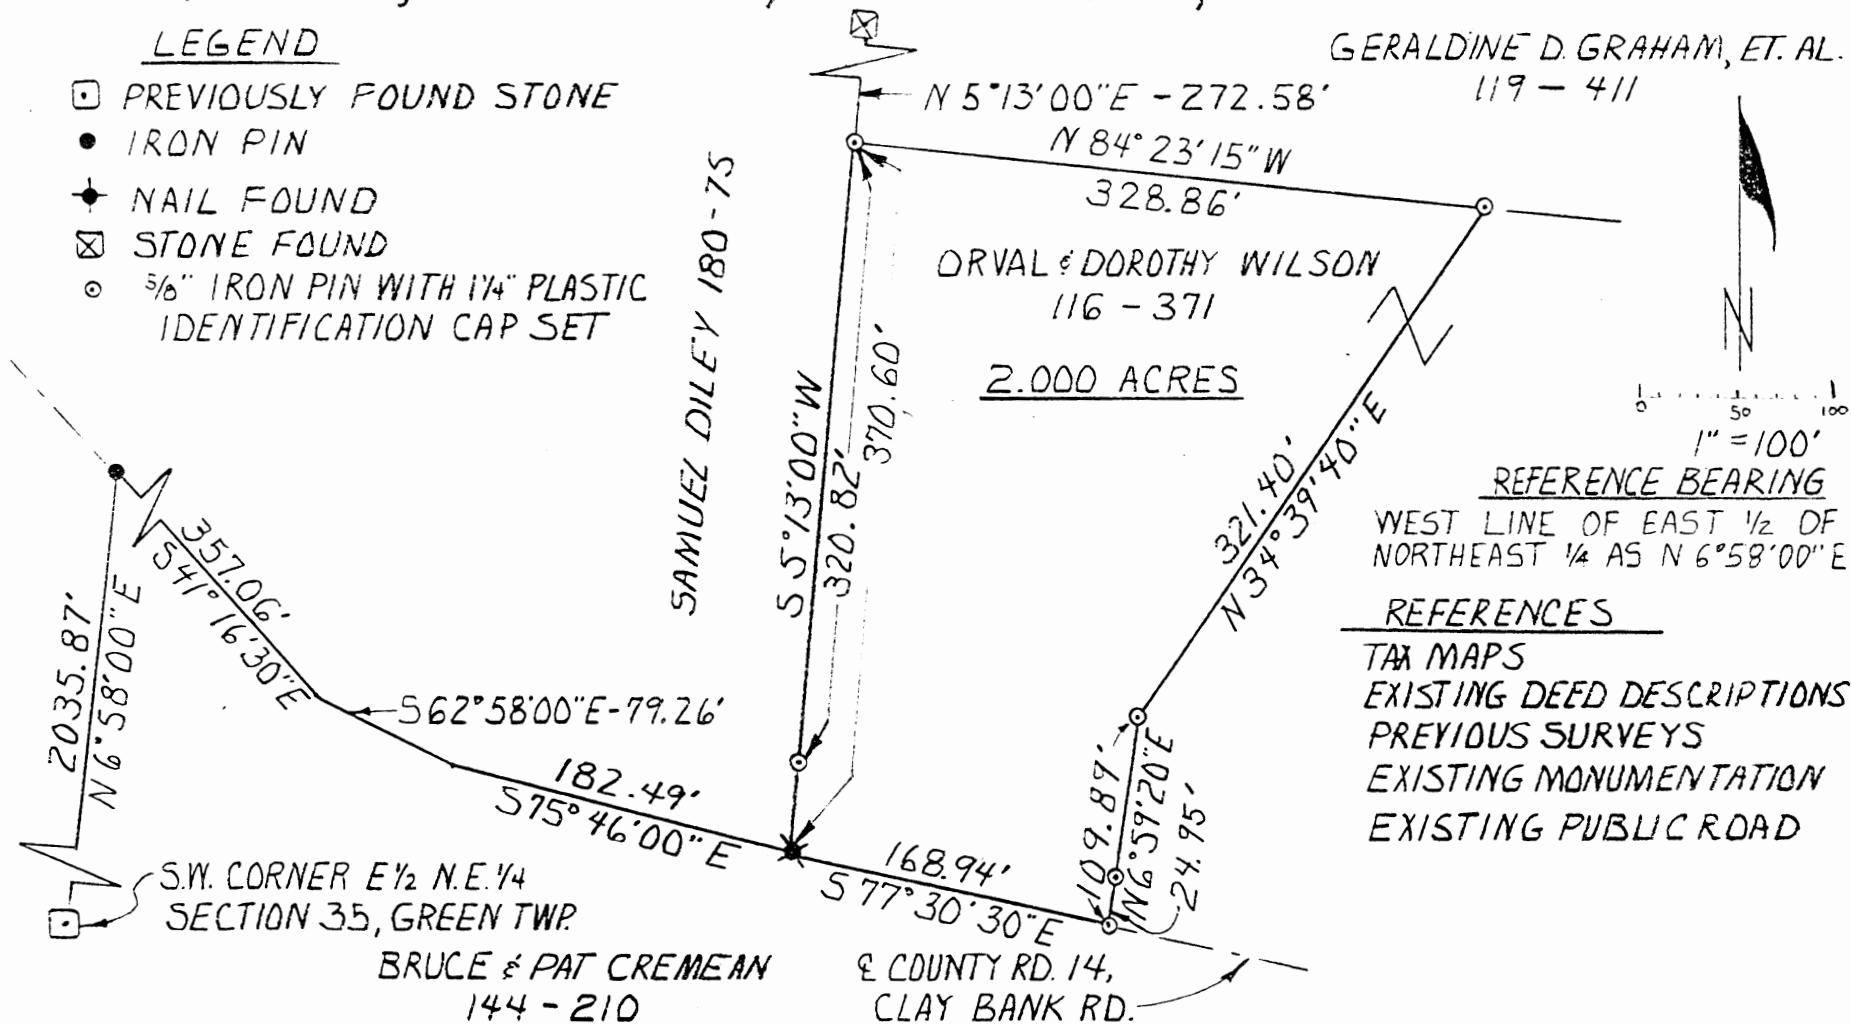 LEGEND
PREVIOUSLY FOUND STONE
IRON PIN
NAIL FOUND
STONE FOUND
5/8" IRON PIN WITH 1 1/4" PLASTIC
IDENTIFICATION CAP SET
GERALDINE D. GRAHAM, ET. AL.
119 - 411
N 5°13'00"E - 272.58'
N 84°23'15"W
328.86'
SAMUEL DILEY 180-75
ORVAL & DOROTHY WILSON
116 - 371
2.000 ACRES
S 5°13'00"W
320.82'
370.60'
321.40'
N 34°39'40"E
N
0 50 100
1" = 100'
REFERENCE BEARING
WEST LINE OF EAST 1/2 OF
NORTHEAST 1/4 AS N 6°58'00"E
REFERENCES
TAX MAPS
EXISTING DEED DESCRIPTIONS
PREVIOUS SURVEYS
EXISTING MONUMENTATION
EXISTING PUBLIC ROAD
357.06'
S 41°16'30"E
2035.87'
N 6°58'00"E
S 62°58'00"E-79.26'
182.49'
S 75°46'00"E
168.94'
S 77°30'30"E
109.89'
N 6°59'20"E
24.95'
S.W. CORNER E 1/2 N.E. 1/4
SECTION 35, GREEN TWP.
BRUCE & PAT CREMEAN
144 - 210
℄ COUNTY RD. 14,
CLAY BANK RD.